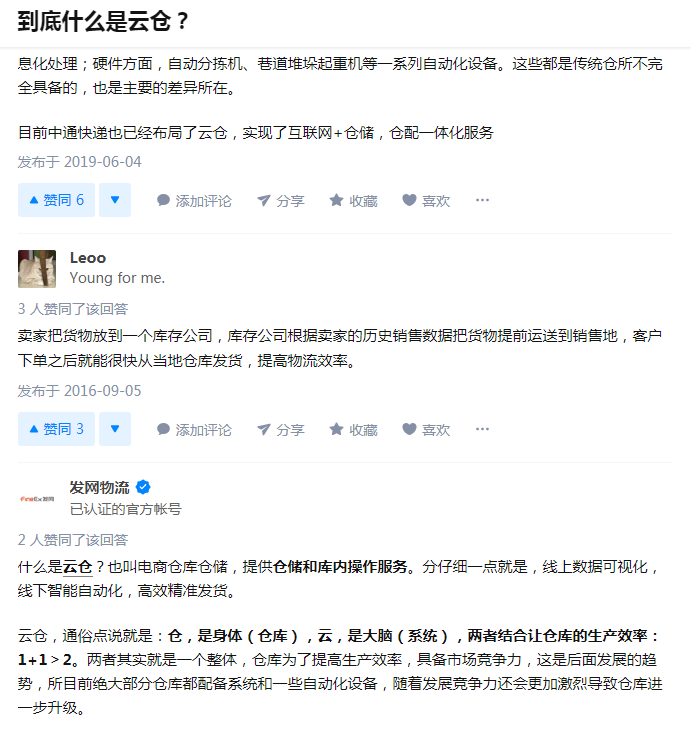 到底什么是云仓？
息化处理；硬件方面，自动分拣机、巷道堆垛起重机等一系列自动化设备。这些都是传统仓所不完
全具备的，也是主要的差异所在。
目前中通快递也已经布局了云仓，实现了互联网+仓储，仓配一体化服务
发布于 2019-06-04
赞同 6 添加评论 分享 收藏 喜欢 ···
Leoo
Young for me.
3 人赞同了该回答
卖家把货物放到一个库存公司，库存公司根据卖家的历史销售数据把货物提前运送到销售地，客户
下单之后就能很快从当地仓库发货，提高物流效率。
发布于 2016-09-05
赞同 3 添加评论 分享 收藏 喜欢 ···
FineEx发网
发网物流
已认证的官方帐号
2 人赞同了该回答
什么是云仓？也叫电商仓库仓储，提供仓储和库内操作服务。分仔细一点就是，线上数据可视化，
线下智能自动化，高效精准发货。
云仓，通俗点说就是：仓，是身体（仓库），云，是大脑（系统），两者结合让仓库的生产效率：
1+1＞2。两者其实就是一个整体，仓库为了提高生产效率，具备市场竞争力，这是后面发展的趋
势，所目前绝大部分仓库都配备系统和一些自动化设备，随着发展竞争力还会更加激烈导致仓库进
一步升级。